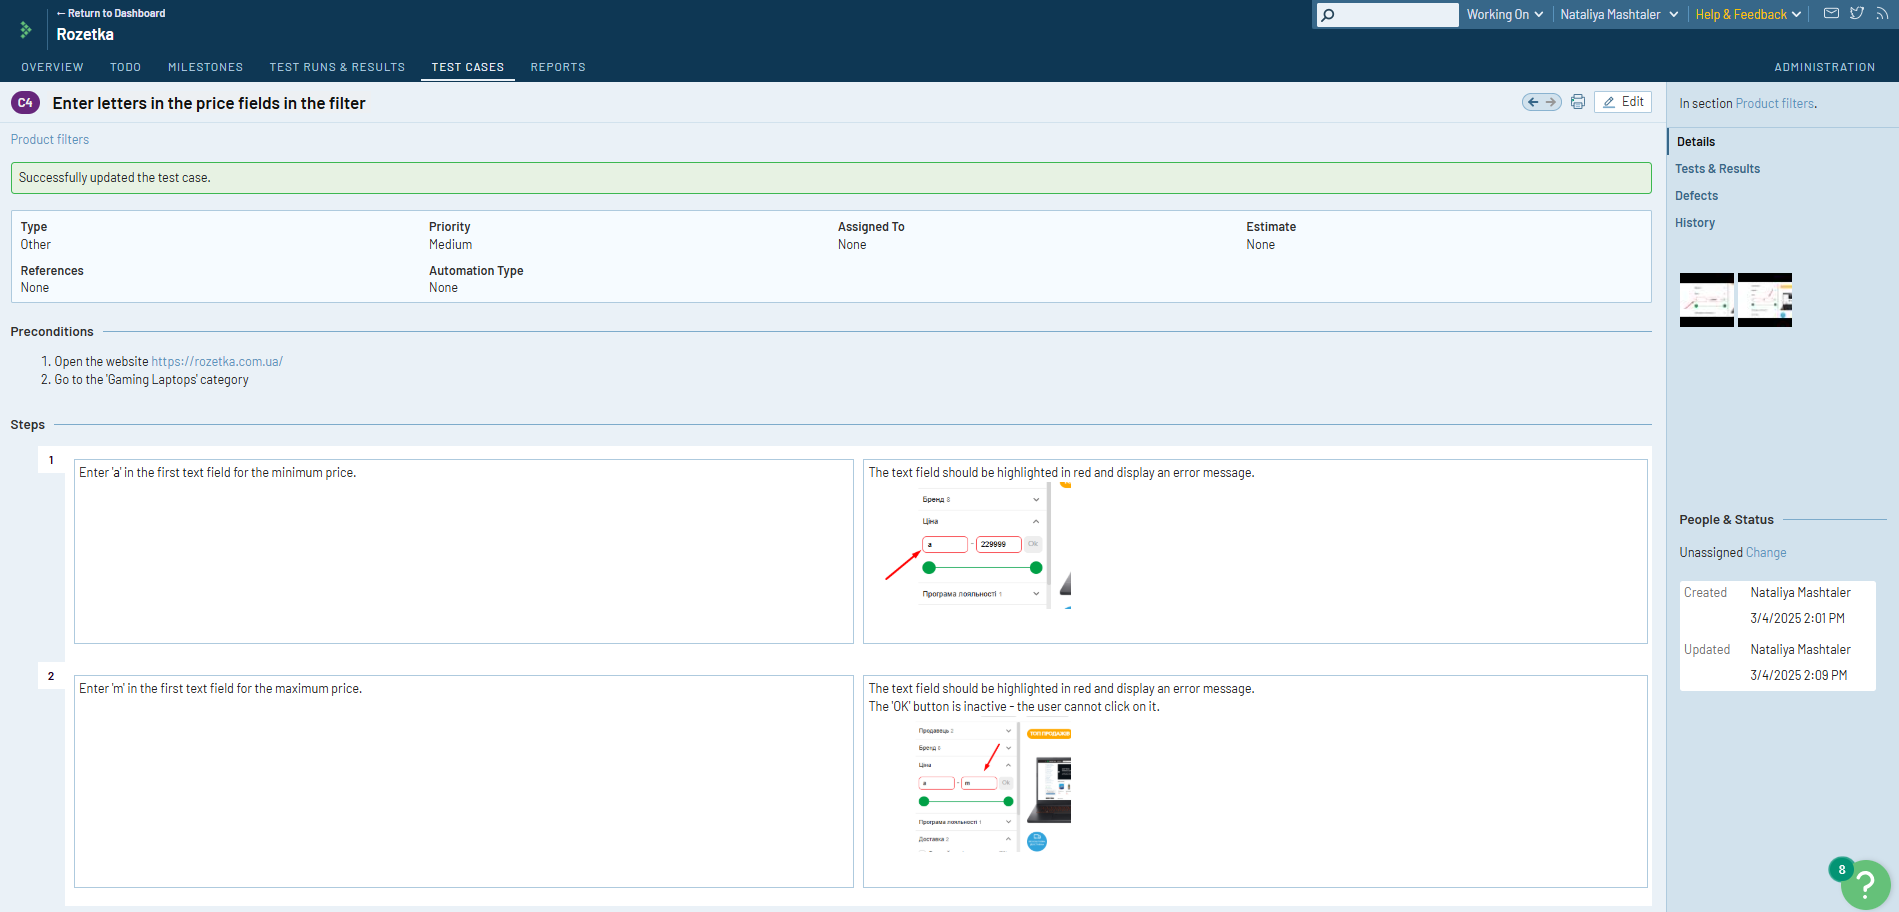 ← Return to Dashboard
Rozetka
Working On
Nataliya Mashtaler
Help & Feedback
OVERVIEW
TODO
MILESTONES
TEST RUNS & RESULTS
TEST CASES
REPORTS
ADMINISTRATION
C4
Enter letters in the price fields in the filter
Edit
In section Product filters.
Product filters
Details
Tests & Results
Defects
History
Successfully updated the test case.
Type
Other
Priority
Medium
Assigned To
None
Estimate
None
References
None
Automation Type
None
Preconditions
1. Open the website https://rozetka.com.ua/
2. Go to the 'Gaming Laptops' category
Steps
1
Enter 'a' in the first text field for the minimum price.
The text field should be highlighted in red and display an error message.
Бренд 8
Ціна
a - 229999 Ok
Програма лояльності 1
2
Enter 'm' in the first text field for the maximum price.
The text field should be highlighted in red and display an error message.
The 'OK' button is inactive - the user cannot click on it.
Продавець 2
ТОП ПРОДАЖІВ
Бренд 8
Ціна
a - m Ok
Програма лояльності 1
Доставка 3
People & Status
Unassigned Change
Created Nataliya Mashtaler
3/4/2025 2:01 PM
Updated Nataliya Mashtaler
3/4/2025 2:09 PM
8
?